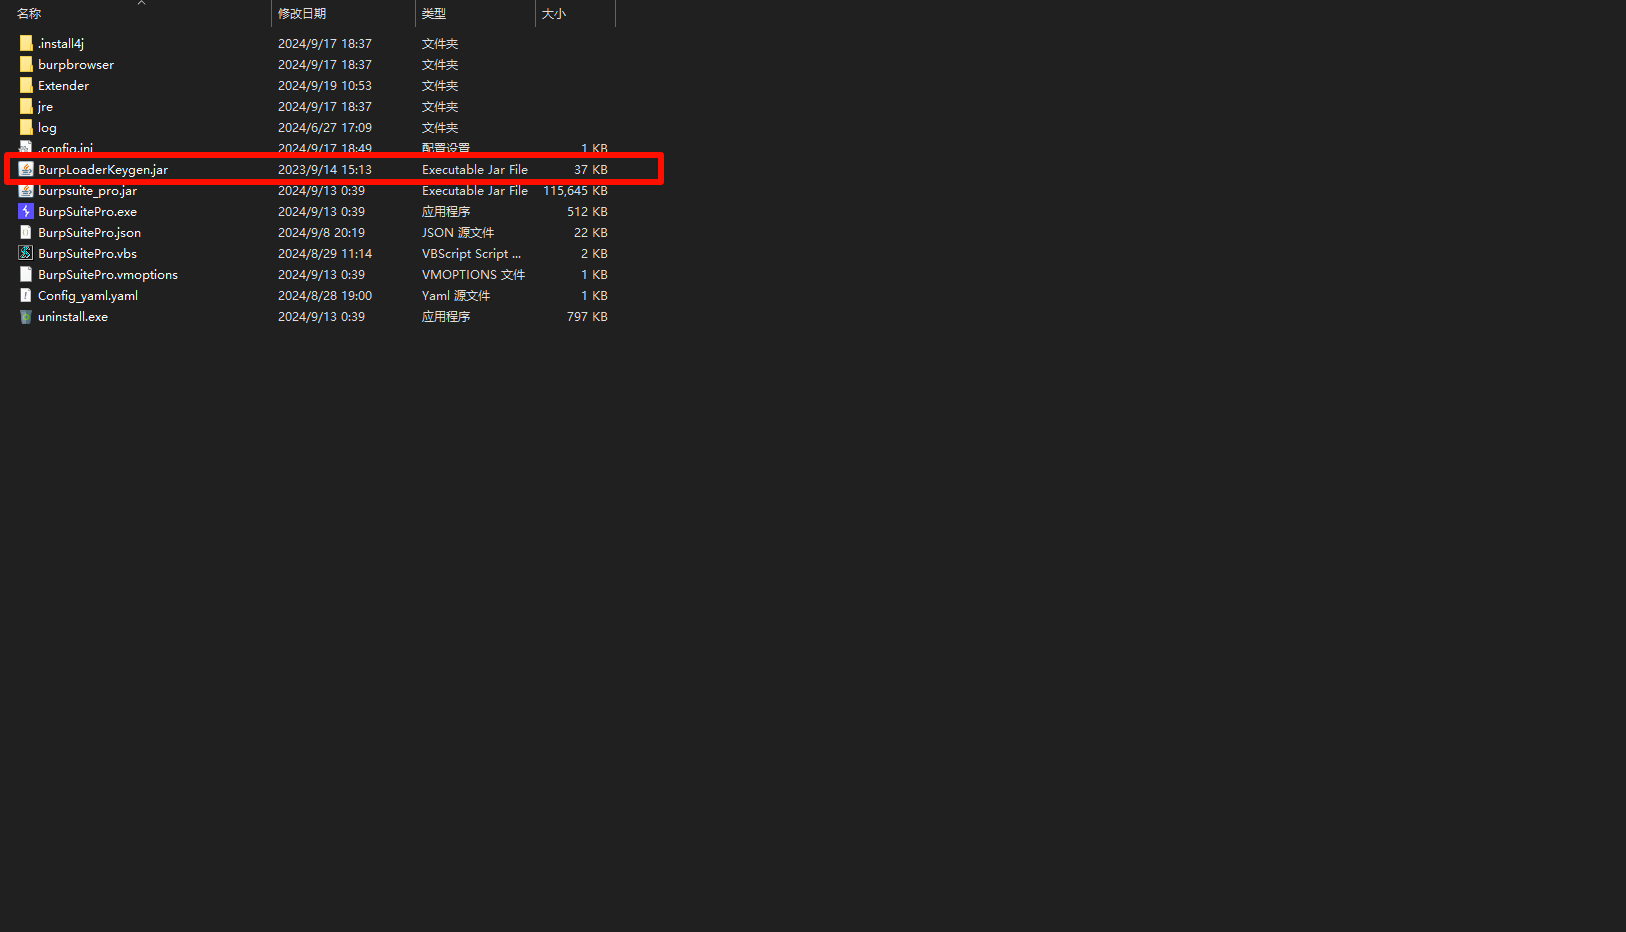 名称 修改日期 类型 大小
.install4j 2024/9/17 18:37 文件夹
burpbrowser 2024/9/17 18:37 文件夹
Extender 2024/9/19 10:53 文件夹
jre 2024/9/17 18:37 文件夹
log 2024/6/27 17:09 文件夹
.config.ini 2024/9/17 18:49 配置设置 1 KB
BurpLoaderKeygen.jar 2023/9/14 15:13 Executable Jar File 37 KB
burpsuite_pro.jar 2024/9/13 0:39 Executable Jar File 115,645 KB
BurpSuitePro.exe 2024/9/13 0:39 应用程序 512 KB
BurpSuitePro.json 2024/9/8 20:19 JSON 源文件 22 KB
BurpSuitePro.vbs 2024/8/29 11:14 VBScript Script ... 2 KB
BurpSuitePro.vmoptions 2024/9/13 0:39 VMOPTIONS 文件 1 KB
Config_yaml.yaml 2024/8/28 19:00 Yaml 源文件 1 KB
uninstall.exe 2024/9/13 0:39 应用程序 797 KB